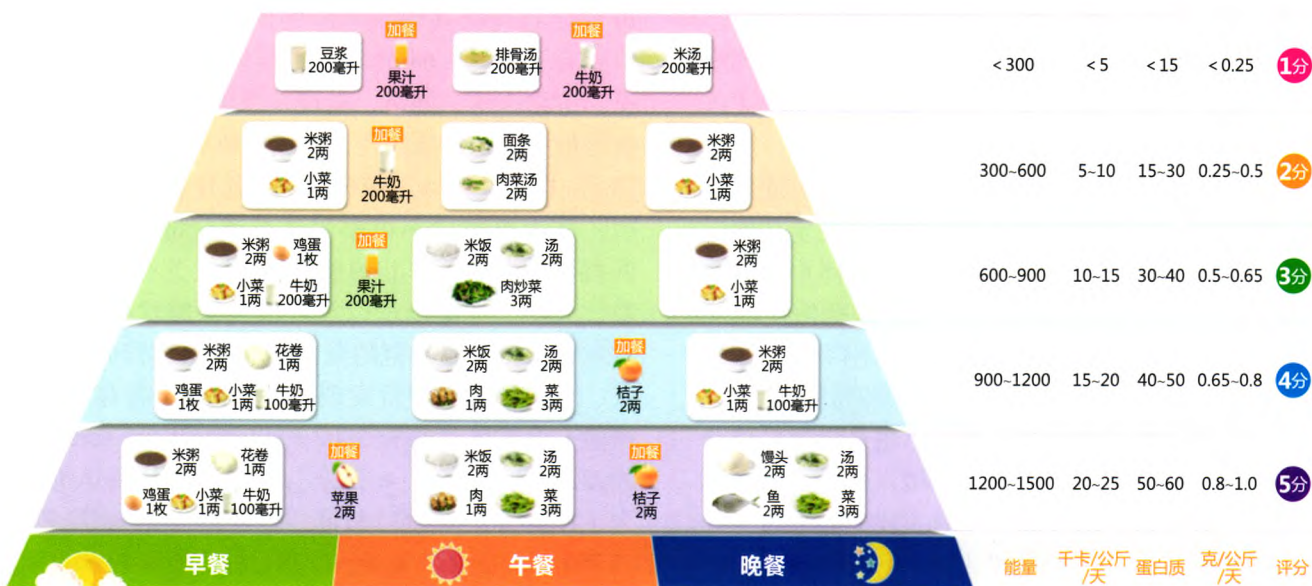 加餐
加餐
豆浆
200毫升
果汁
200毫升
排骨汤
200毫升
牛奶
200毫升
米汤
200毫升
<300 <5 <15 <0.25 1分
米粥
2两
小菜
1两
加餐
牛奶
200毫升
面条
2两
肉菜汤
2两
米粥
2两
小菜
1两
300~600 5~10 15~30 0.25~0.5 2分
米粥
2两
鸡蛋
1枚
小菜
1两
牛奶
200毫升
加餐
果汁
200毫升
米饭
2两
汤
2两
肉炒菜
3两
米粥
2两
小菜
1两
600~900 10~15 30~40 0.5~0.65 3分
米粥
2两
花卷
1两
鸡蛋
1枚
小菜
1两
牛奶
100毫升
米饭
2两
汤
2两
肉
1两
菜
3两
加餐
桔子
2两
米粥
2两
小菜
1两
牛奶
100毫升
900~1200 15~20 40~50 0.65~0.8 4分
米粥
2两
花卷
1两
鸡蛋
1枚
小菜
1两
牛奶
100毫升
加餐
苹果
2两
米饭
2两
汤
2两
肉
1两
菜
3两
加餐
桔子
2两
馒头
2两
汤
2两
鱼
2两
菜
3两
1200~1500 20~25 50~60 0.8~1.0 5分
早餐 午餐 晚餐
能量
千卡/公斤
/天
蛋白质
克/公斤
/天
评分